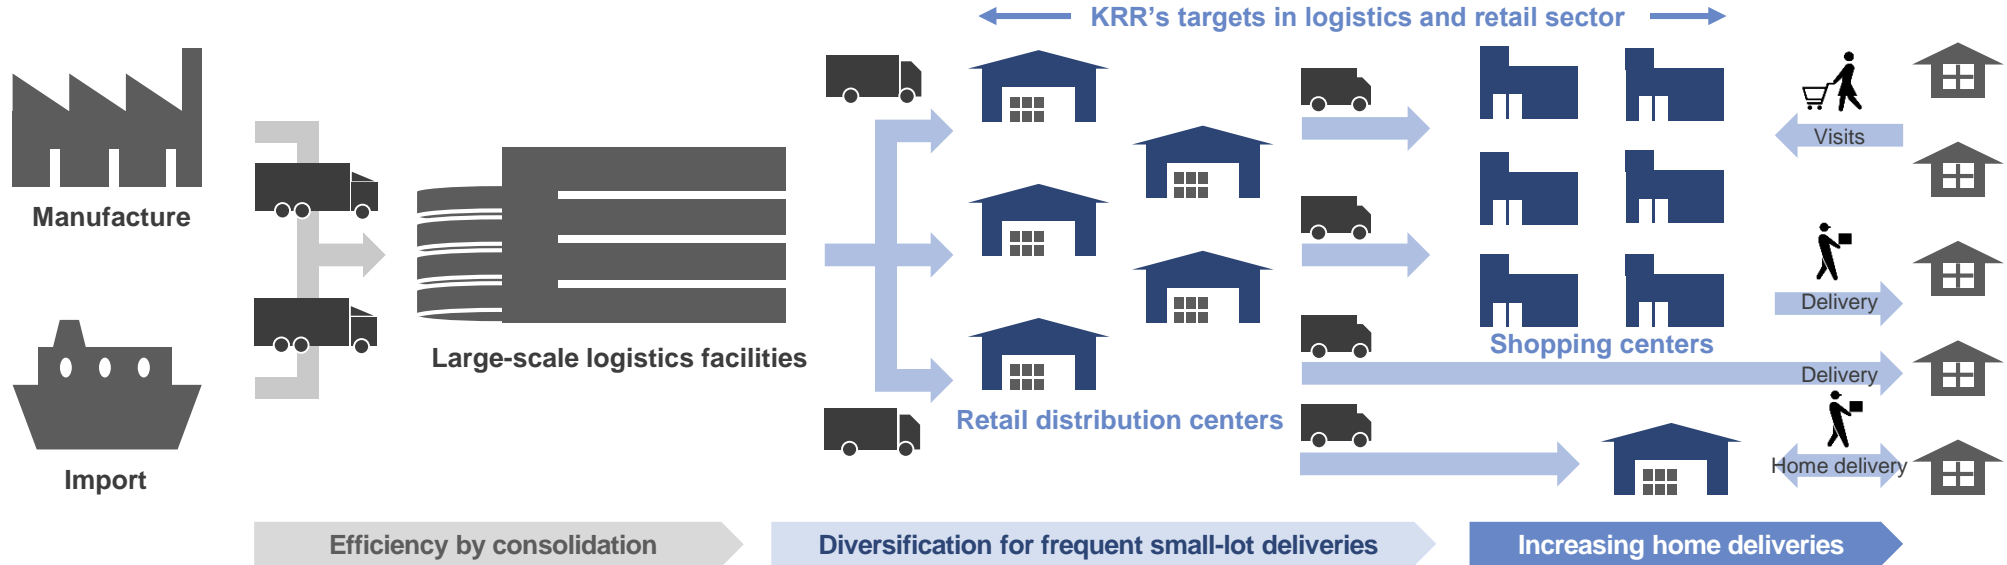 KRR's targets in logistics and retail sector
Manufacture
Import
Large-scale logistics facilities
Retail distribution centers
Shopping centers
Visits
Delivery
Delivery
Home delivery
Efficiency by consolidation
Diversification for frequent small-lot deliveries
Increasing home deliveries